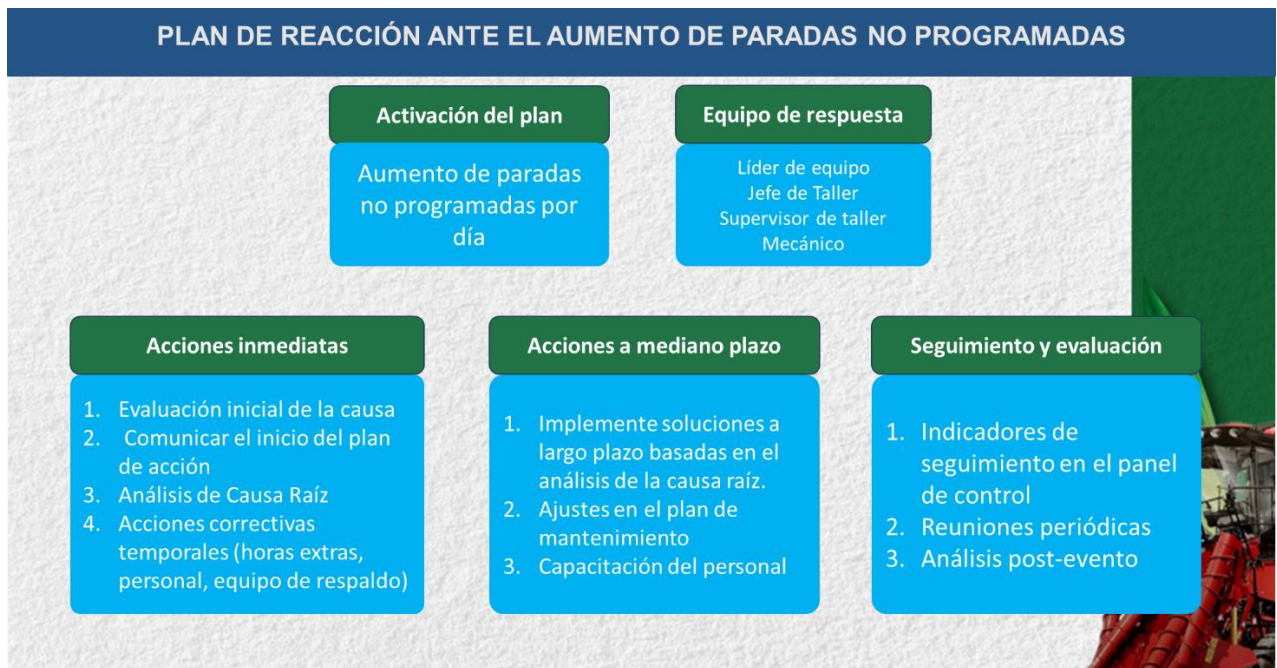 PLAN DE REACCIÓN ANTE EL AUMENTO DE PARADAS NO PROGRAMADAS
Activación del plan
Aumento de paradas
no programadas por
día
Equipo de respuesta
Líder de equipo
Jefe de Taller
Supervisor de taller
Mecánico
Acciones inmediatas
1. Evaluación inicial de la causa
2. Comunicar el inicio del plan
de acción
3. Análisis de Causa Raíz
4. Acciones correctivas
temporales (horas extras,
personal, equipo de respaldo)
Acciones a mediano plazo
1. Implemente soluciones a
largo plazo basadas en el
análisis de la causa raíz.
2. Ajustes en el plan de
mantenimiento
3. Capacitación del personal
Seguimiento y evaluación
1. Indicadores de
seguimiento en el panel
de control
2. Reuniones periódicas
3. Análisis post-evento